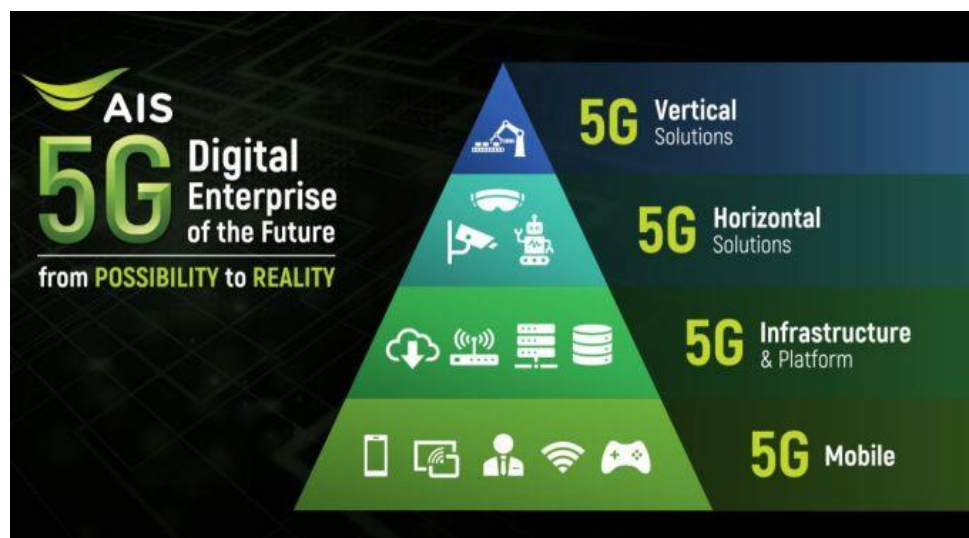 AIS
5G Digital
Enterprise
of the Future
from POSSIBILITY to REALITY
5G Vertical
Solutions
5G Horizontal
Solutions
5G Infrastructure
& Platform
5G Mobile